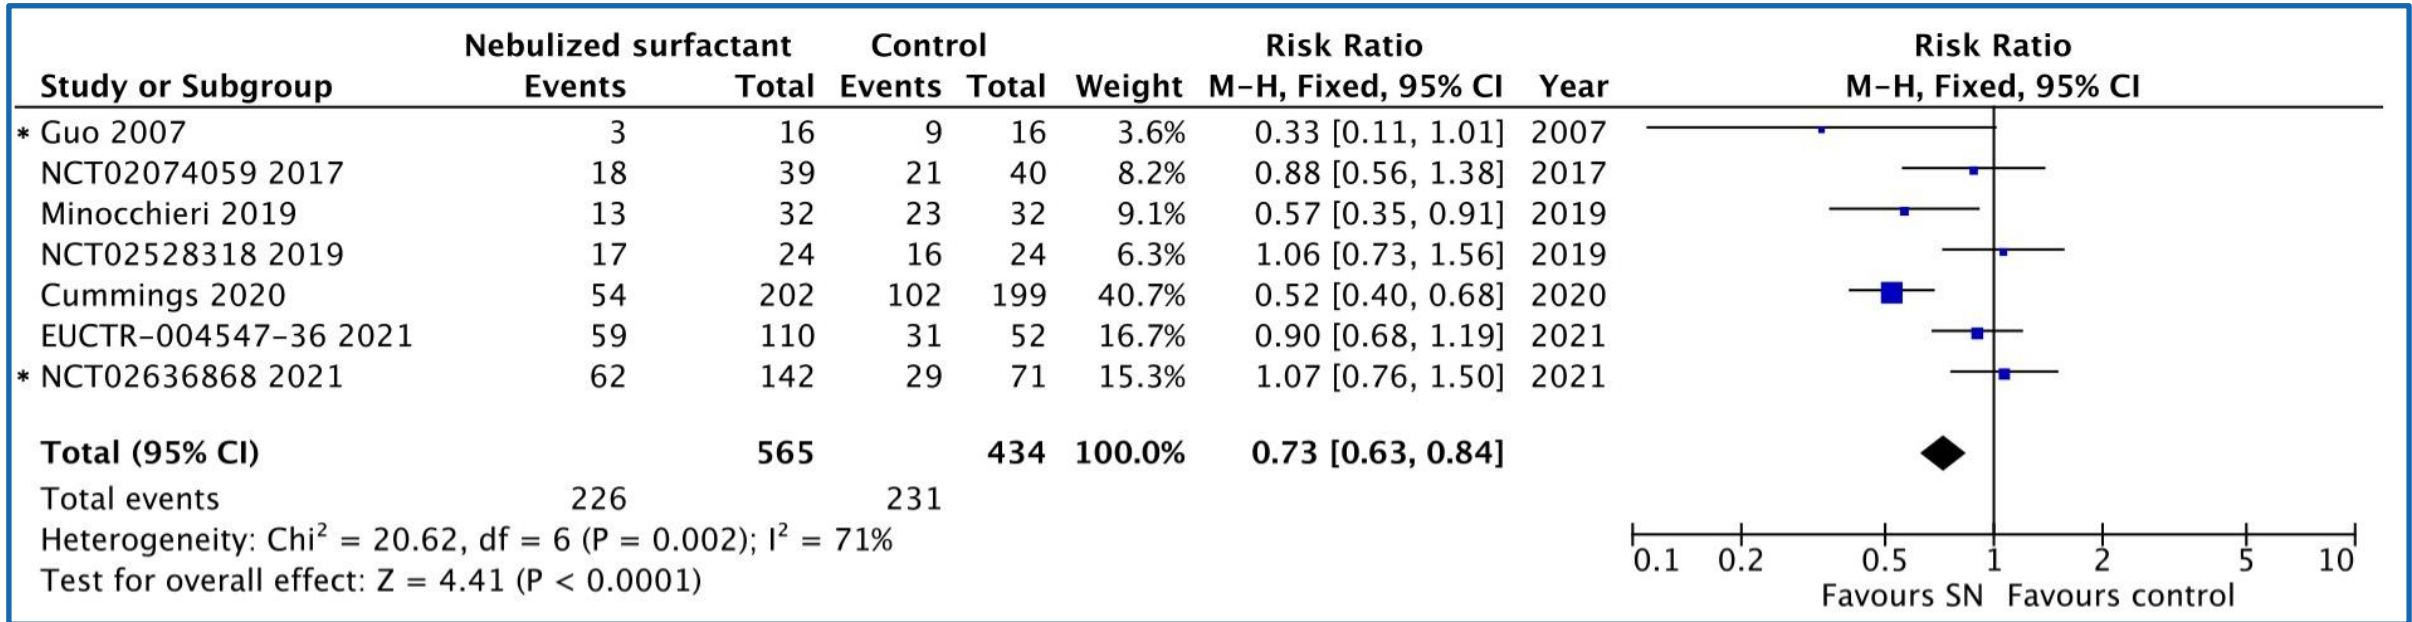 Nebulized surfactant Control Risk Ratio Risk Ratio
Study or Subgroup Events Total Events Total Weight M-H, Fixed, 95% CI Year M-H, Fixed, 95% CI
* Guo 2007 3 16 9 16 3.6% 0.33 [0.11, 1.01] 2007
NCT02074059 2017 18 39 21 40 8.2% 0.88 [0.56, 1.38] 2017
Minocchieri 2019 13 32 23 32 9.1% 0.57 [0.35, 0.91] 2019
NCT02528318 2019 17 24 16 24 6.3% 1.06 [0.73, 1.56] 2019
Cummings 2020 54 202 102 199 40.7% 0.52 [0.40, 0.68] 2020
EUCTR-004547-36 2021 59 110 31 52 16.7% 0.90 [0.68, 1.19] 2021
* NCT02636868 2021 62 142 29 71 15.3% 1.07 [0.76, 1.50] 2021
Total (95% CI) 565 434 100.0% 0.73 [0.63, 0.84]
Total events 226 231
Heterogeneity: Chi² = 20.62, df = 6 (P = 0.002); I² = 71%
Test for overall effect: Z = 4.41 (P < 0.0001)
0.1 0.2 0.5 1 2 5 10
Favours SN Favours control